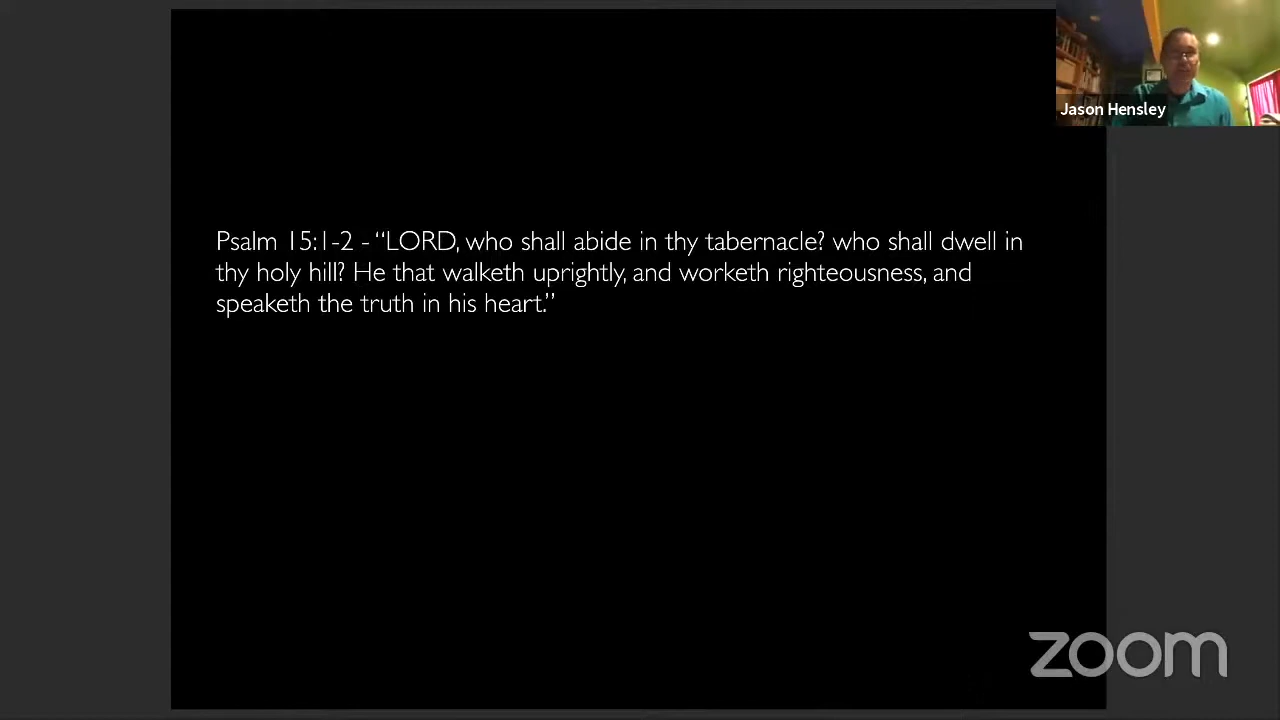 Jason Hensley
Psalm 15:1-2 - “LORD, who shall abide in thy tabernacle? who shall dwell in
thy holy hill? He that walketh uprightly, and worketh righteousness, and
speaketh the truth in his heart.”
zoom